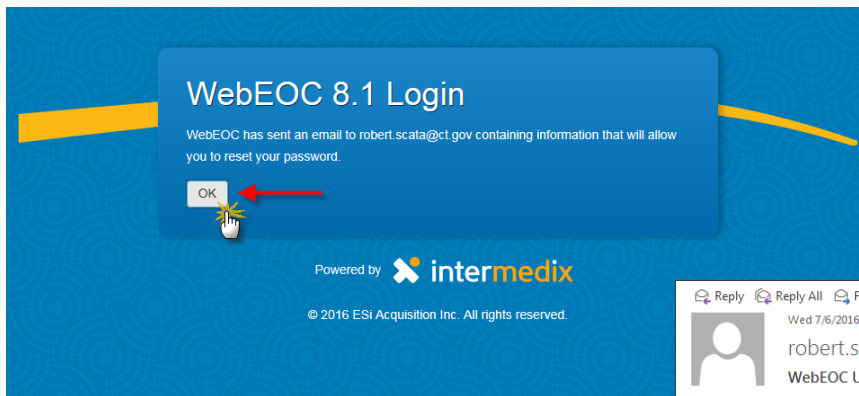 WebEOC 8.1 Login
WebEOC has sent an email to robert.scata@ct.gov containing information that will allow
you to reset your password.
OK
Powered by intermedix
© 2016 ESi Acquisition Inc. All rights reserved.
Reply Reply All F
Wed 7/6/2016
robert.s
WebEOC U